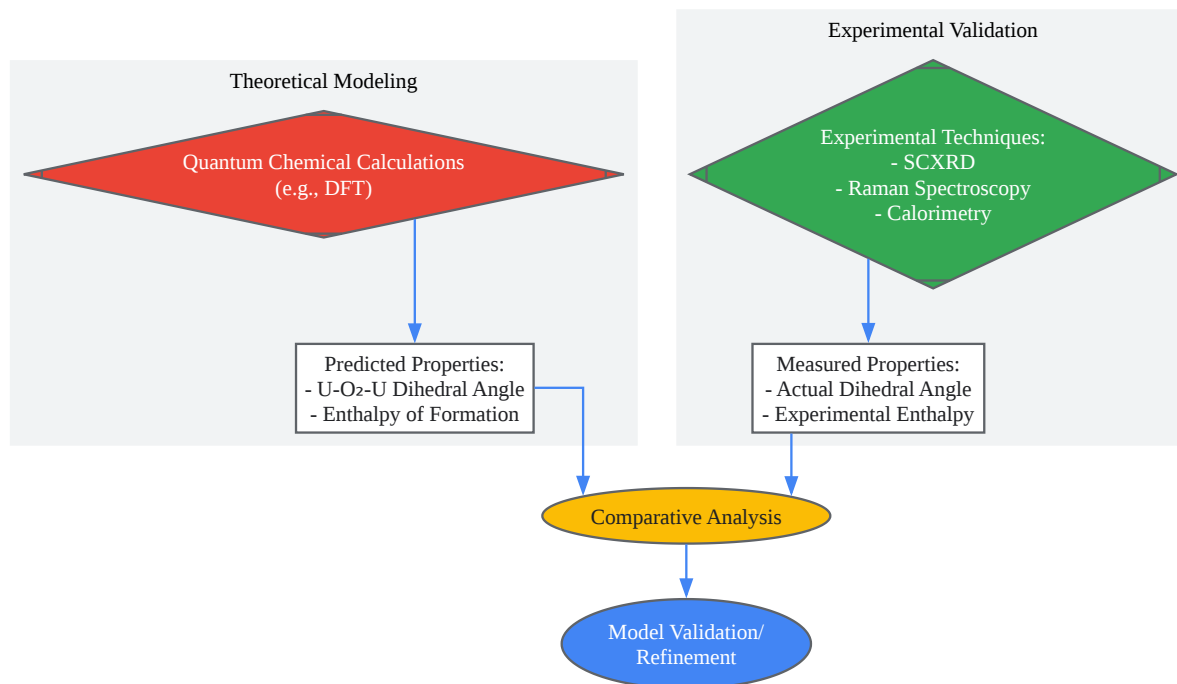 Theoretical Modeling
Quantum Chemical Calculations
(e.g., DFT)
Predicted Properties:
- U-O₂-U Dihedral Angle
- Enthalpy of Formation
Experimental Validation
Experimental Techniques:
- SCXRD
- Raman Spectroscopy
- Calorimetry
Measured Properties:
- Actual Dihedral Angle
- Experimental Enthalpy
Comparative Analysis
Model Validation/
Refinement